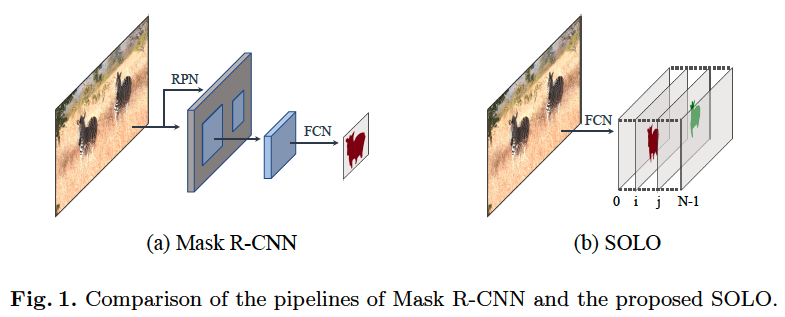 RPN
FCN
(a) Mask R-CNN
FCN
0 i j N-1
(b) SOLO
Fig. 1. Comparison of the pipelines of Mask R-CNN and the proposed SOLO.